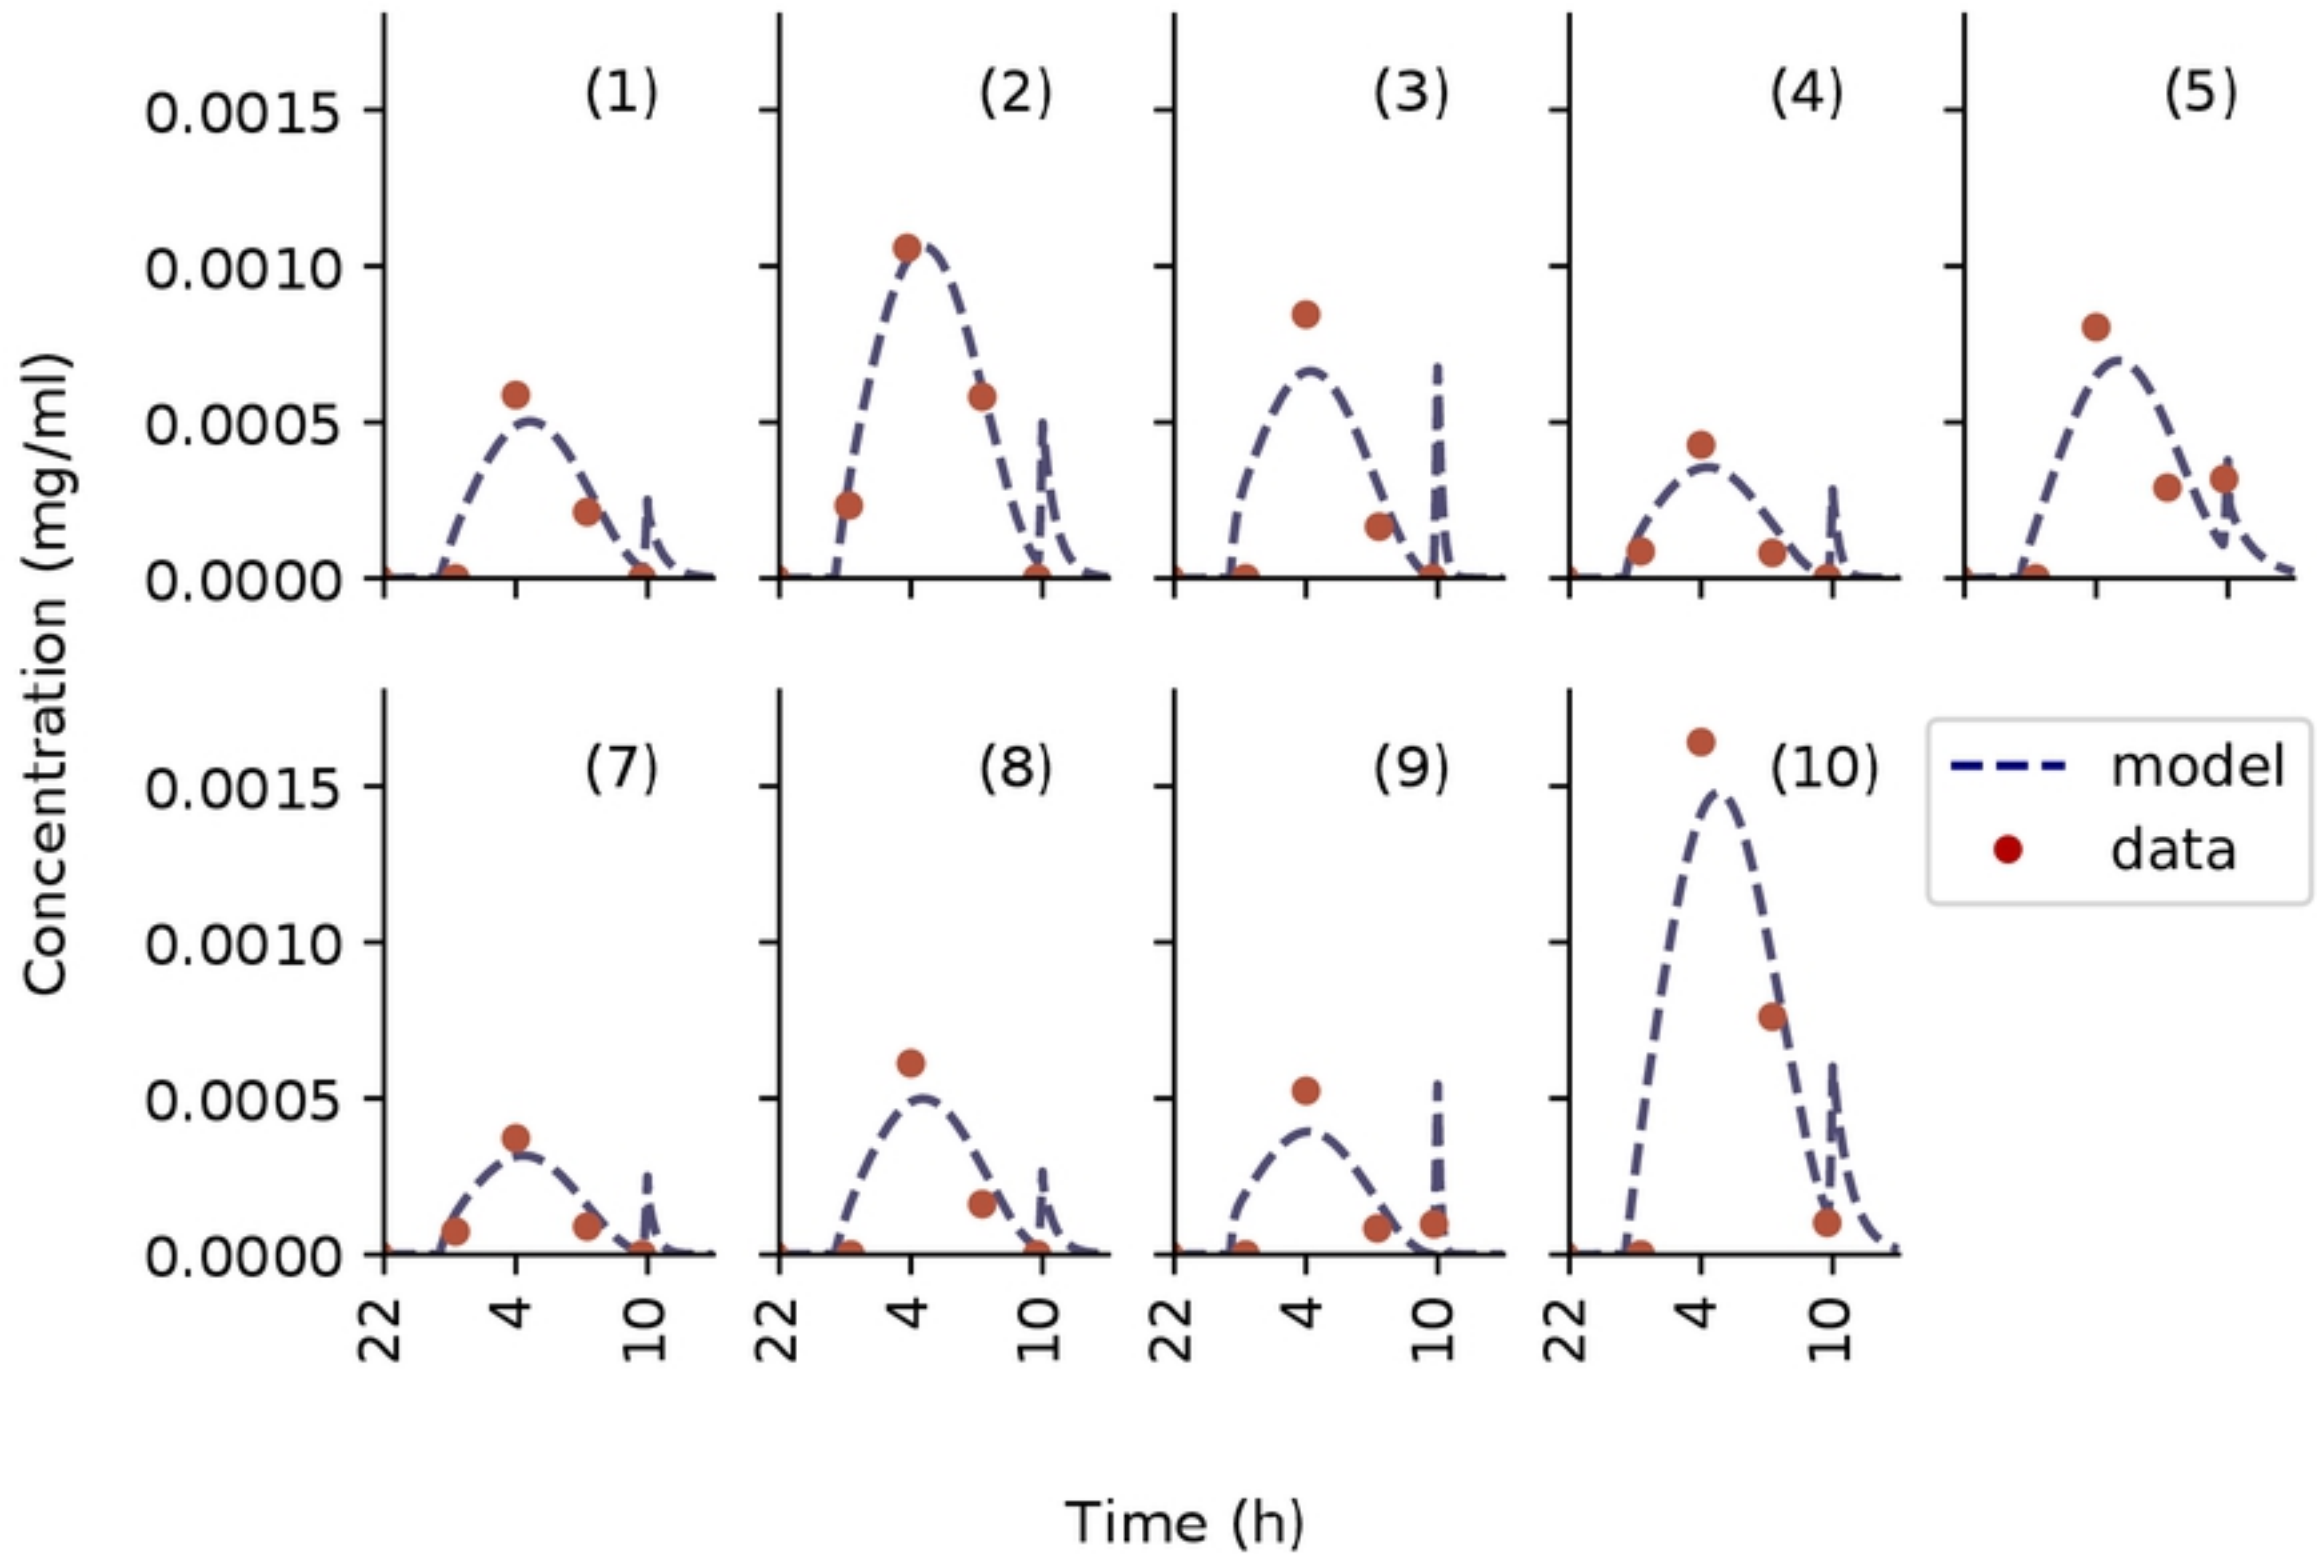 Concentration (mg/ml)
0.0015
0.0010
0.0005
0.0000
(1)
(2)
(3)
(4)
(5)
0.0015
0.0010
0.0005
0.0000
(7)
(8)
(9)
(10)
model
data
22 4 10
22 4 10
22 4 10
22 4 10
Time (h)